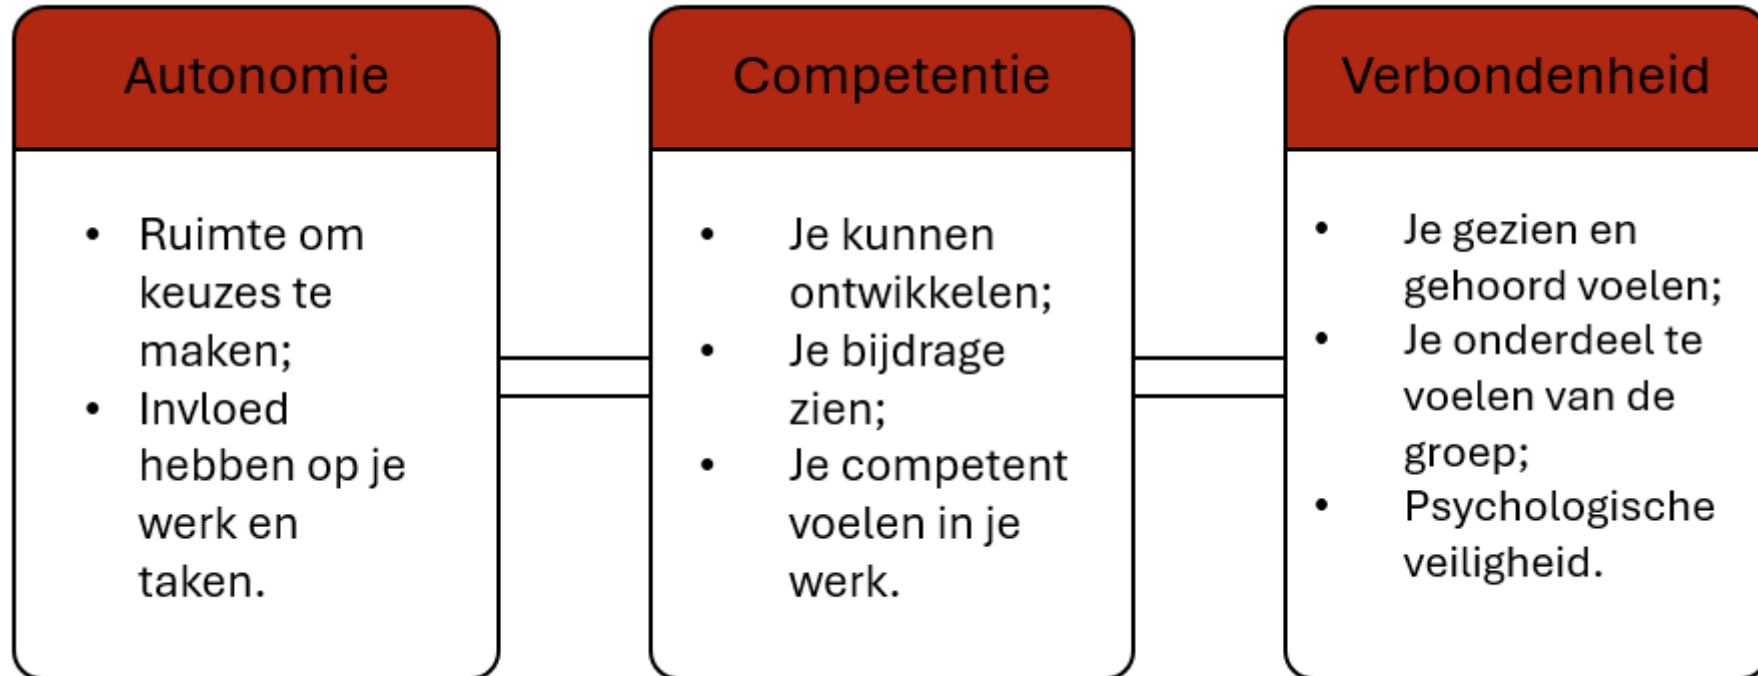 Autonomie
• Ruimte om
keuzes te
maken;
• Invloed
hebben op je
werk en
taken.
Competentie
• Je kunnen
ontwikkelen;
• Je bijdrage
zien;
• Je competent
voelen in je
werk.
Verbondenheid
• Je gezien en
gehoord voelen;
• Je onderdeel te
voelen van de
groep;
• Psychologische
veiligheid.